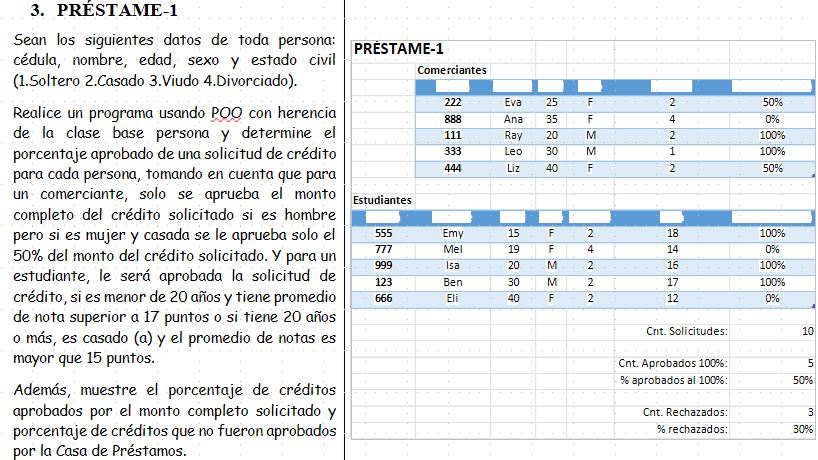 3. PRÉSTAME-1
Sean los siguientes datos de toda persona:
cédula, nombre, edad, sexo y estado civil
(1.Soltero 2.Casado 3.Viudo 4.Divorciado).
Realice un programa usando POO con herencia
de la clase base persona y determine el
porcentaje aprobado de una solicitud de crédito
para cada persona, tomando en cuenta que para
un comerciante, solo se aprueba el monto
completo del crédito solicitado si es hombre
pero si es mujer y casada se le aprueba solo el
50% del monto del crédito solicitado. Y para un
estudiante, le será aprobada la solicitud de
crédito, si es menor de 20 años y tiene promedio
de nota superior a 17 puntos o si tiene 20 años
o más, es casado (a) y el promedio de notas es
mayor que 15 puntos.
Además, muestre el porcentaje de créditos
aprobados por el monto completo solicitado y
porcentaje de créditos que no fueron aprobados
por la Casa de Préstamos.
PRÉSTAME-1
Comerciantes
222 Eva 25 F 2 50%
888 Ana 35 F 4 0%
111 Ray 20 M 2 100%
333 Leo 30 M 1 100%
444 Liz 40 F 2 50%
Estudiantes
555 Emy 15 F 2 18 100%
777 Mel 19 F 4 14 0%
999 Isa 20 M 2 16 100%
123 Ben 30 M 2 17 100%
666 Eli 40 F 2 12 0%
Cnt. Solicitudes: 10
Cnt. Aprobados 100%: 5
% aprobados al 100%: 50%
Cnt. Rechazados: 3
% rechazados: 30%